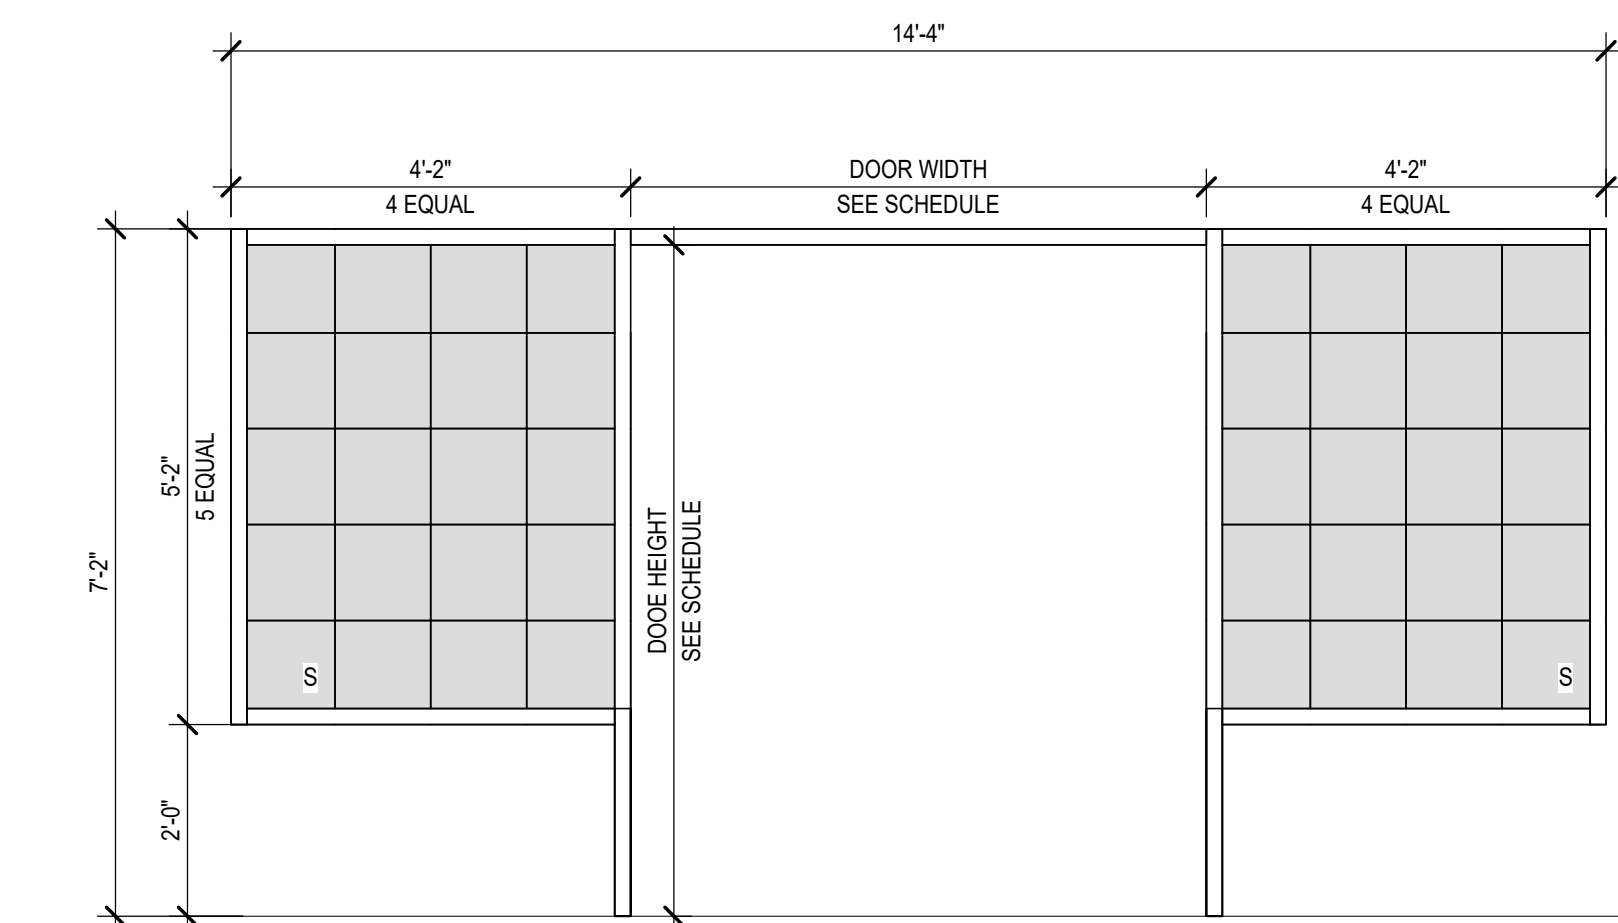 14'-4"
4'-2"
4 EQUAL
DOOR WIDTH
SEE SCHEDULE
4'-2"
4 EQUAL
7'-2"
5'-2"
5 EQUAL
2'-0"
DOOE HEIGHT
SEE SCHEDULE
S
S